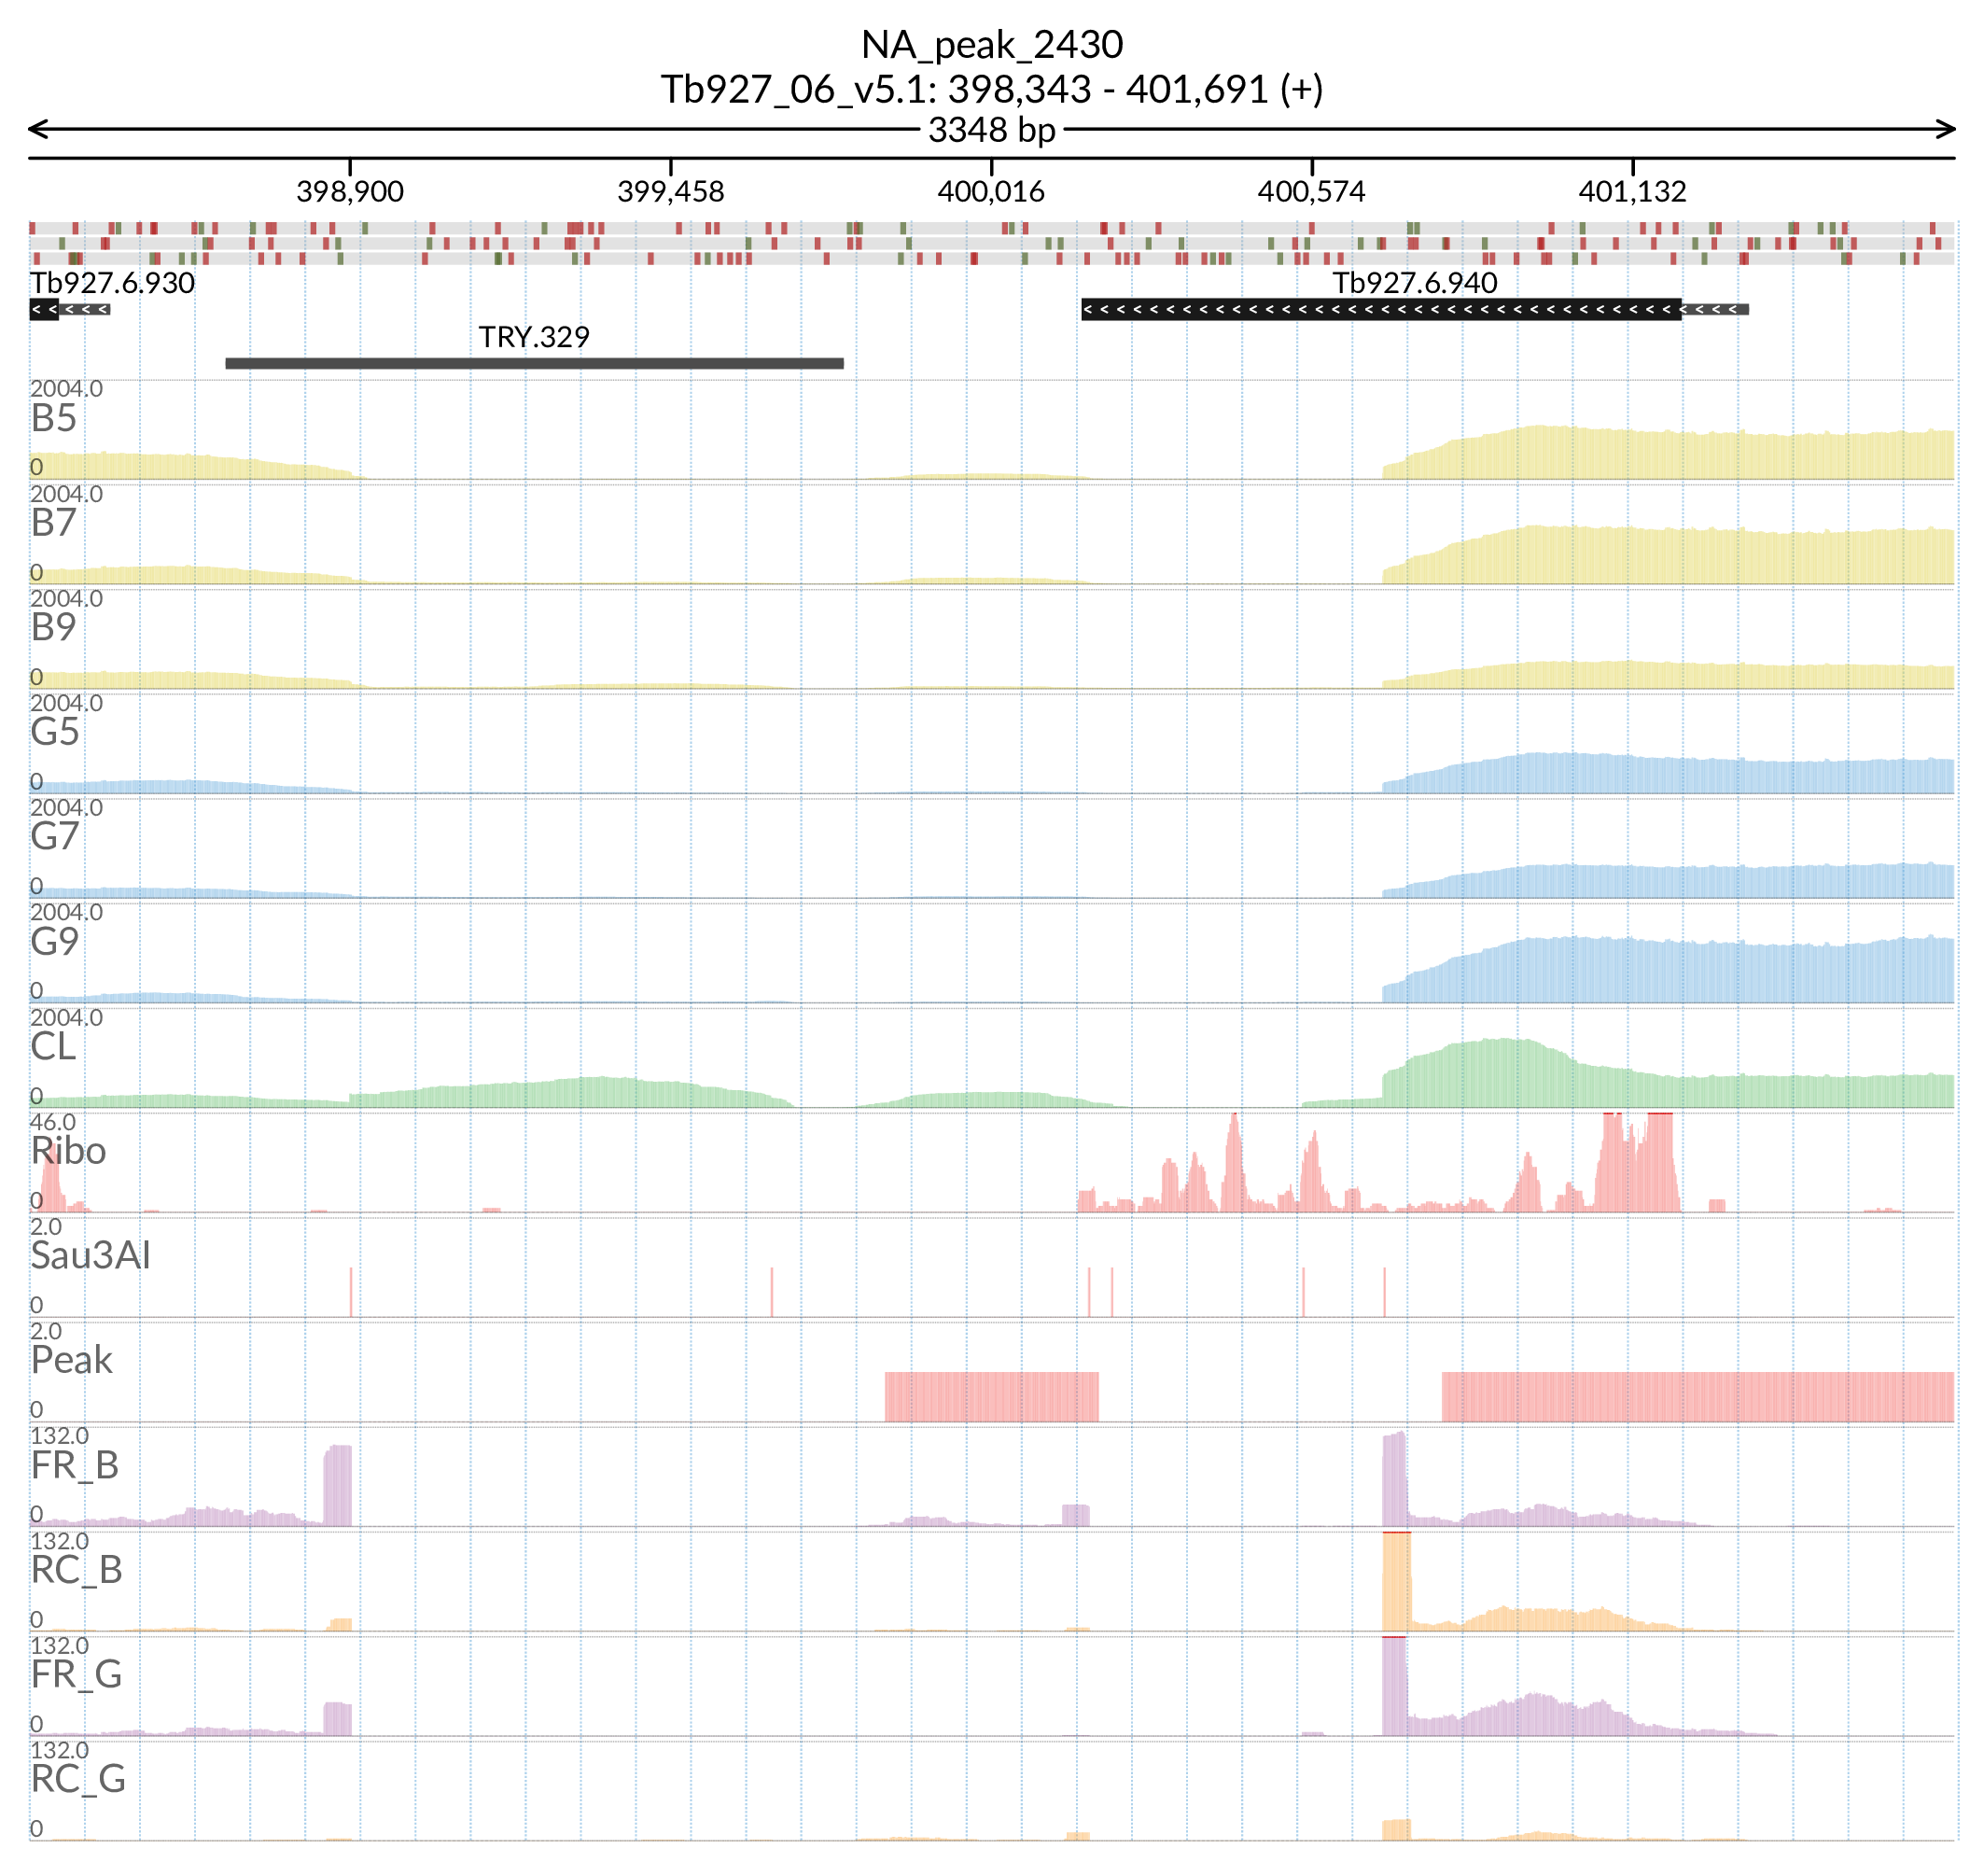 NA_peak_2430
Tb927_06_v5.1: 398,343 - 401,691 (+)
3348 bp
398,900 399,458 400,016 400,574 401,132
Tb927.6.930 Tb927.6.940
TRY.329
2004.0
B5
0
2004.0
B7
0
2004.0
B9
0
2004.0
G5
0
2004.0
G7
0
2004.0
G9
0
2004.0
CL
0
46.0
Ribo
0
2.0
Sau3AI
0
2.0
Peak
0
132.0
FR_B
0
132.0
RC_B
0
132.0
FR_G
0
132.0
RC_G
0